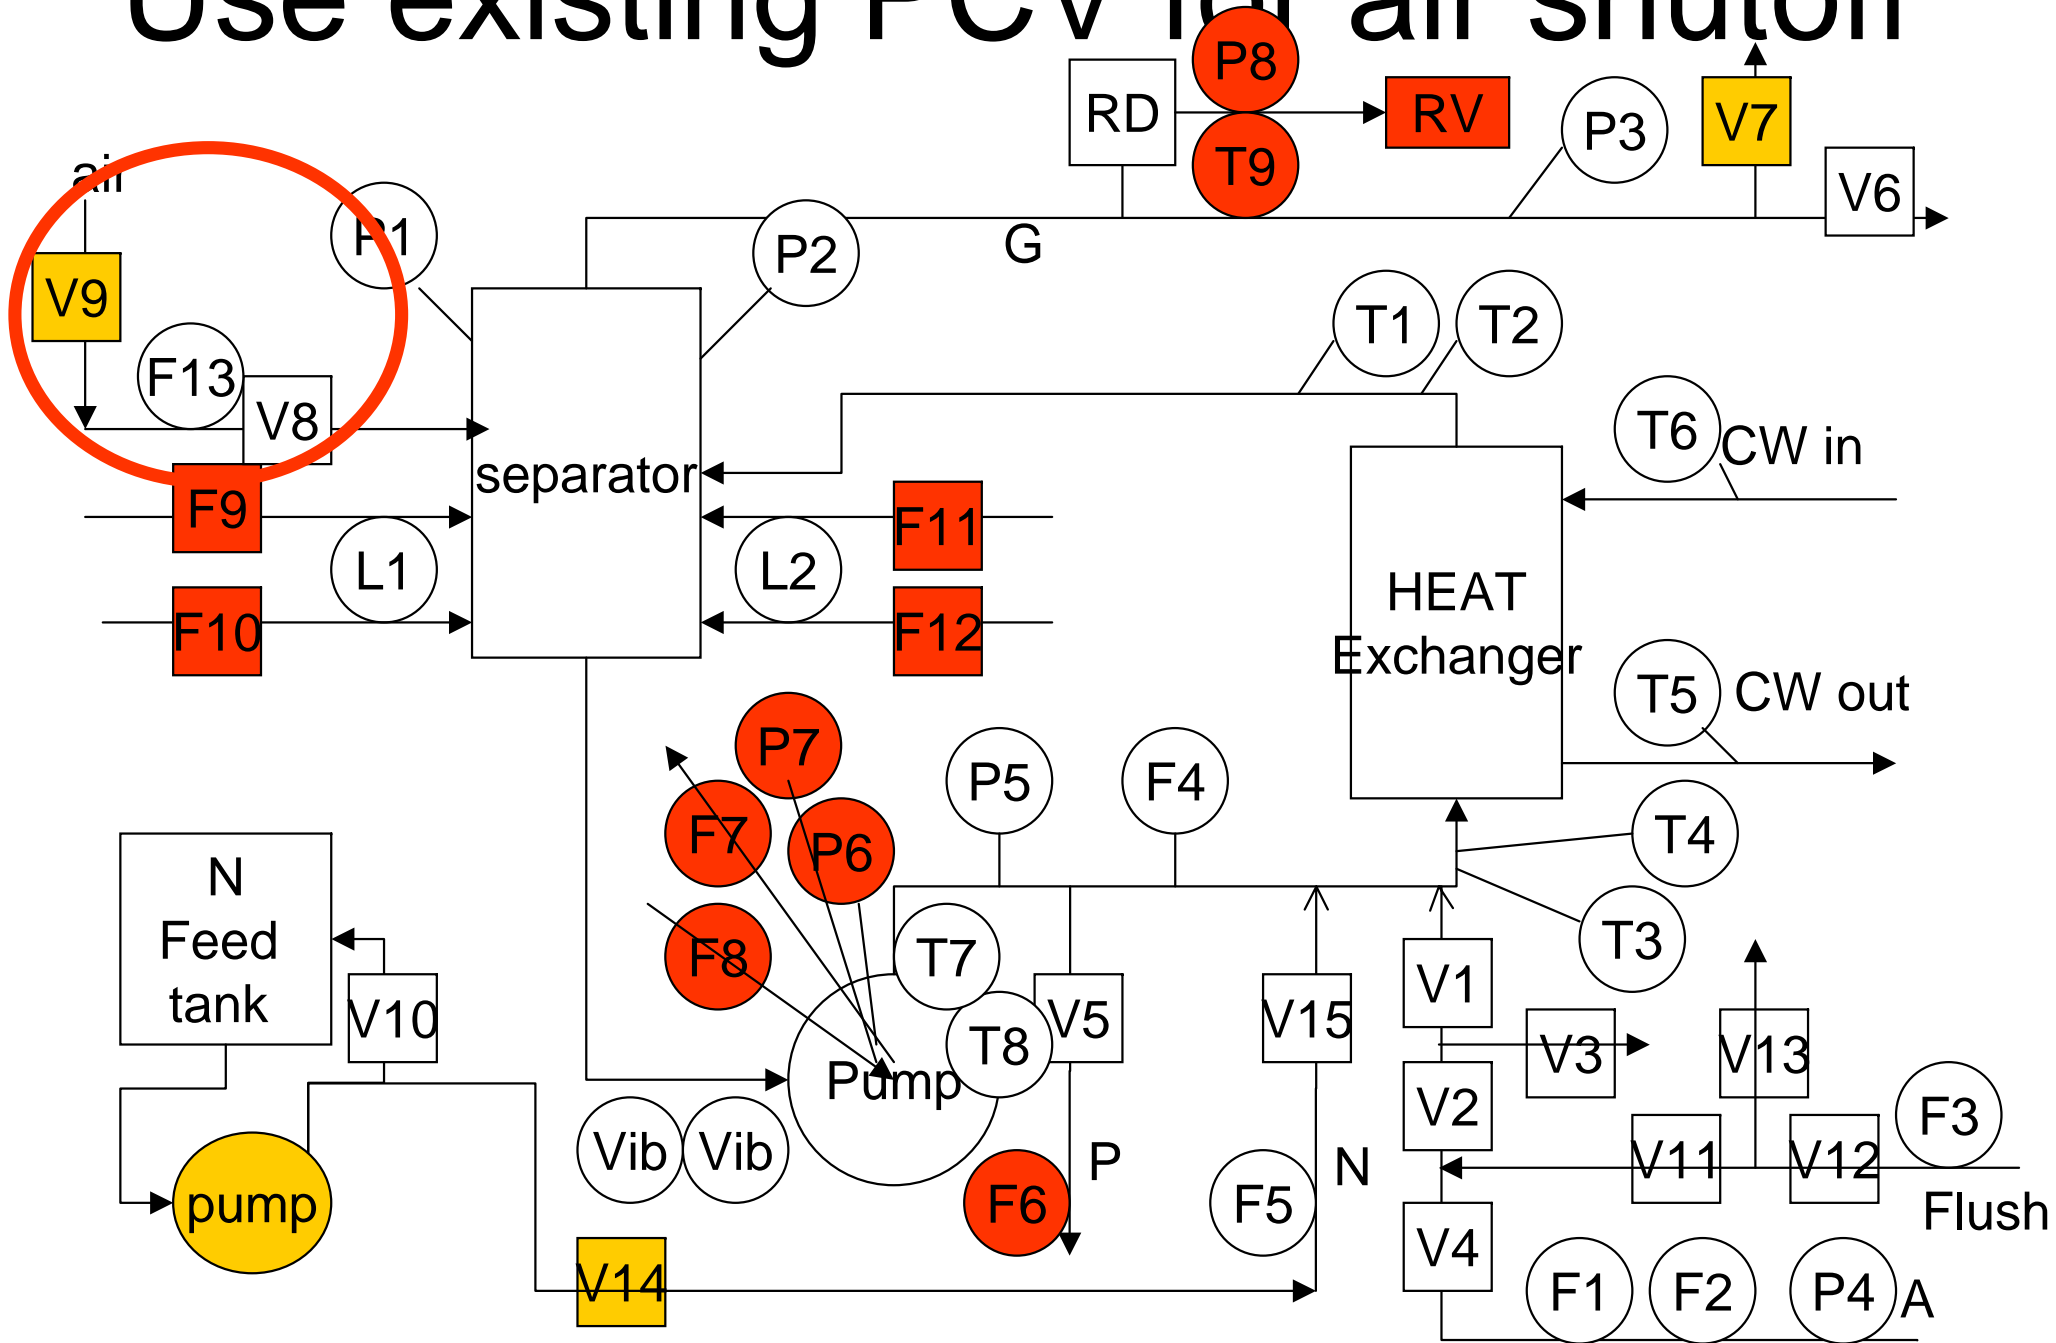 Use existing PCV for air shutoff
P8
RD
RV
P3
V7
T9
air
V6
P1
P2
G
V9
T1
T2
F13
V8
T6
CW in
separator
F9
F11
L1
L2
HEAT
Exchanger
F10
F12
T5
CW out
P7
P5
F4
F7
P6
T4
N
Feed
tank
F8
T7
T3
V10
V5
V15
V1
T8
V3
V13
Pump
V2
F3
Vib
Vib
P
N
V11
V12
pump
F6
F5
Flush
V4
V14
F1
F2
P4
A